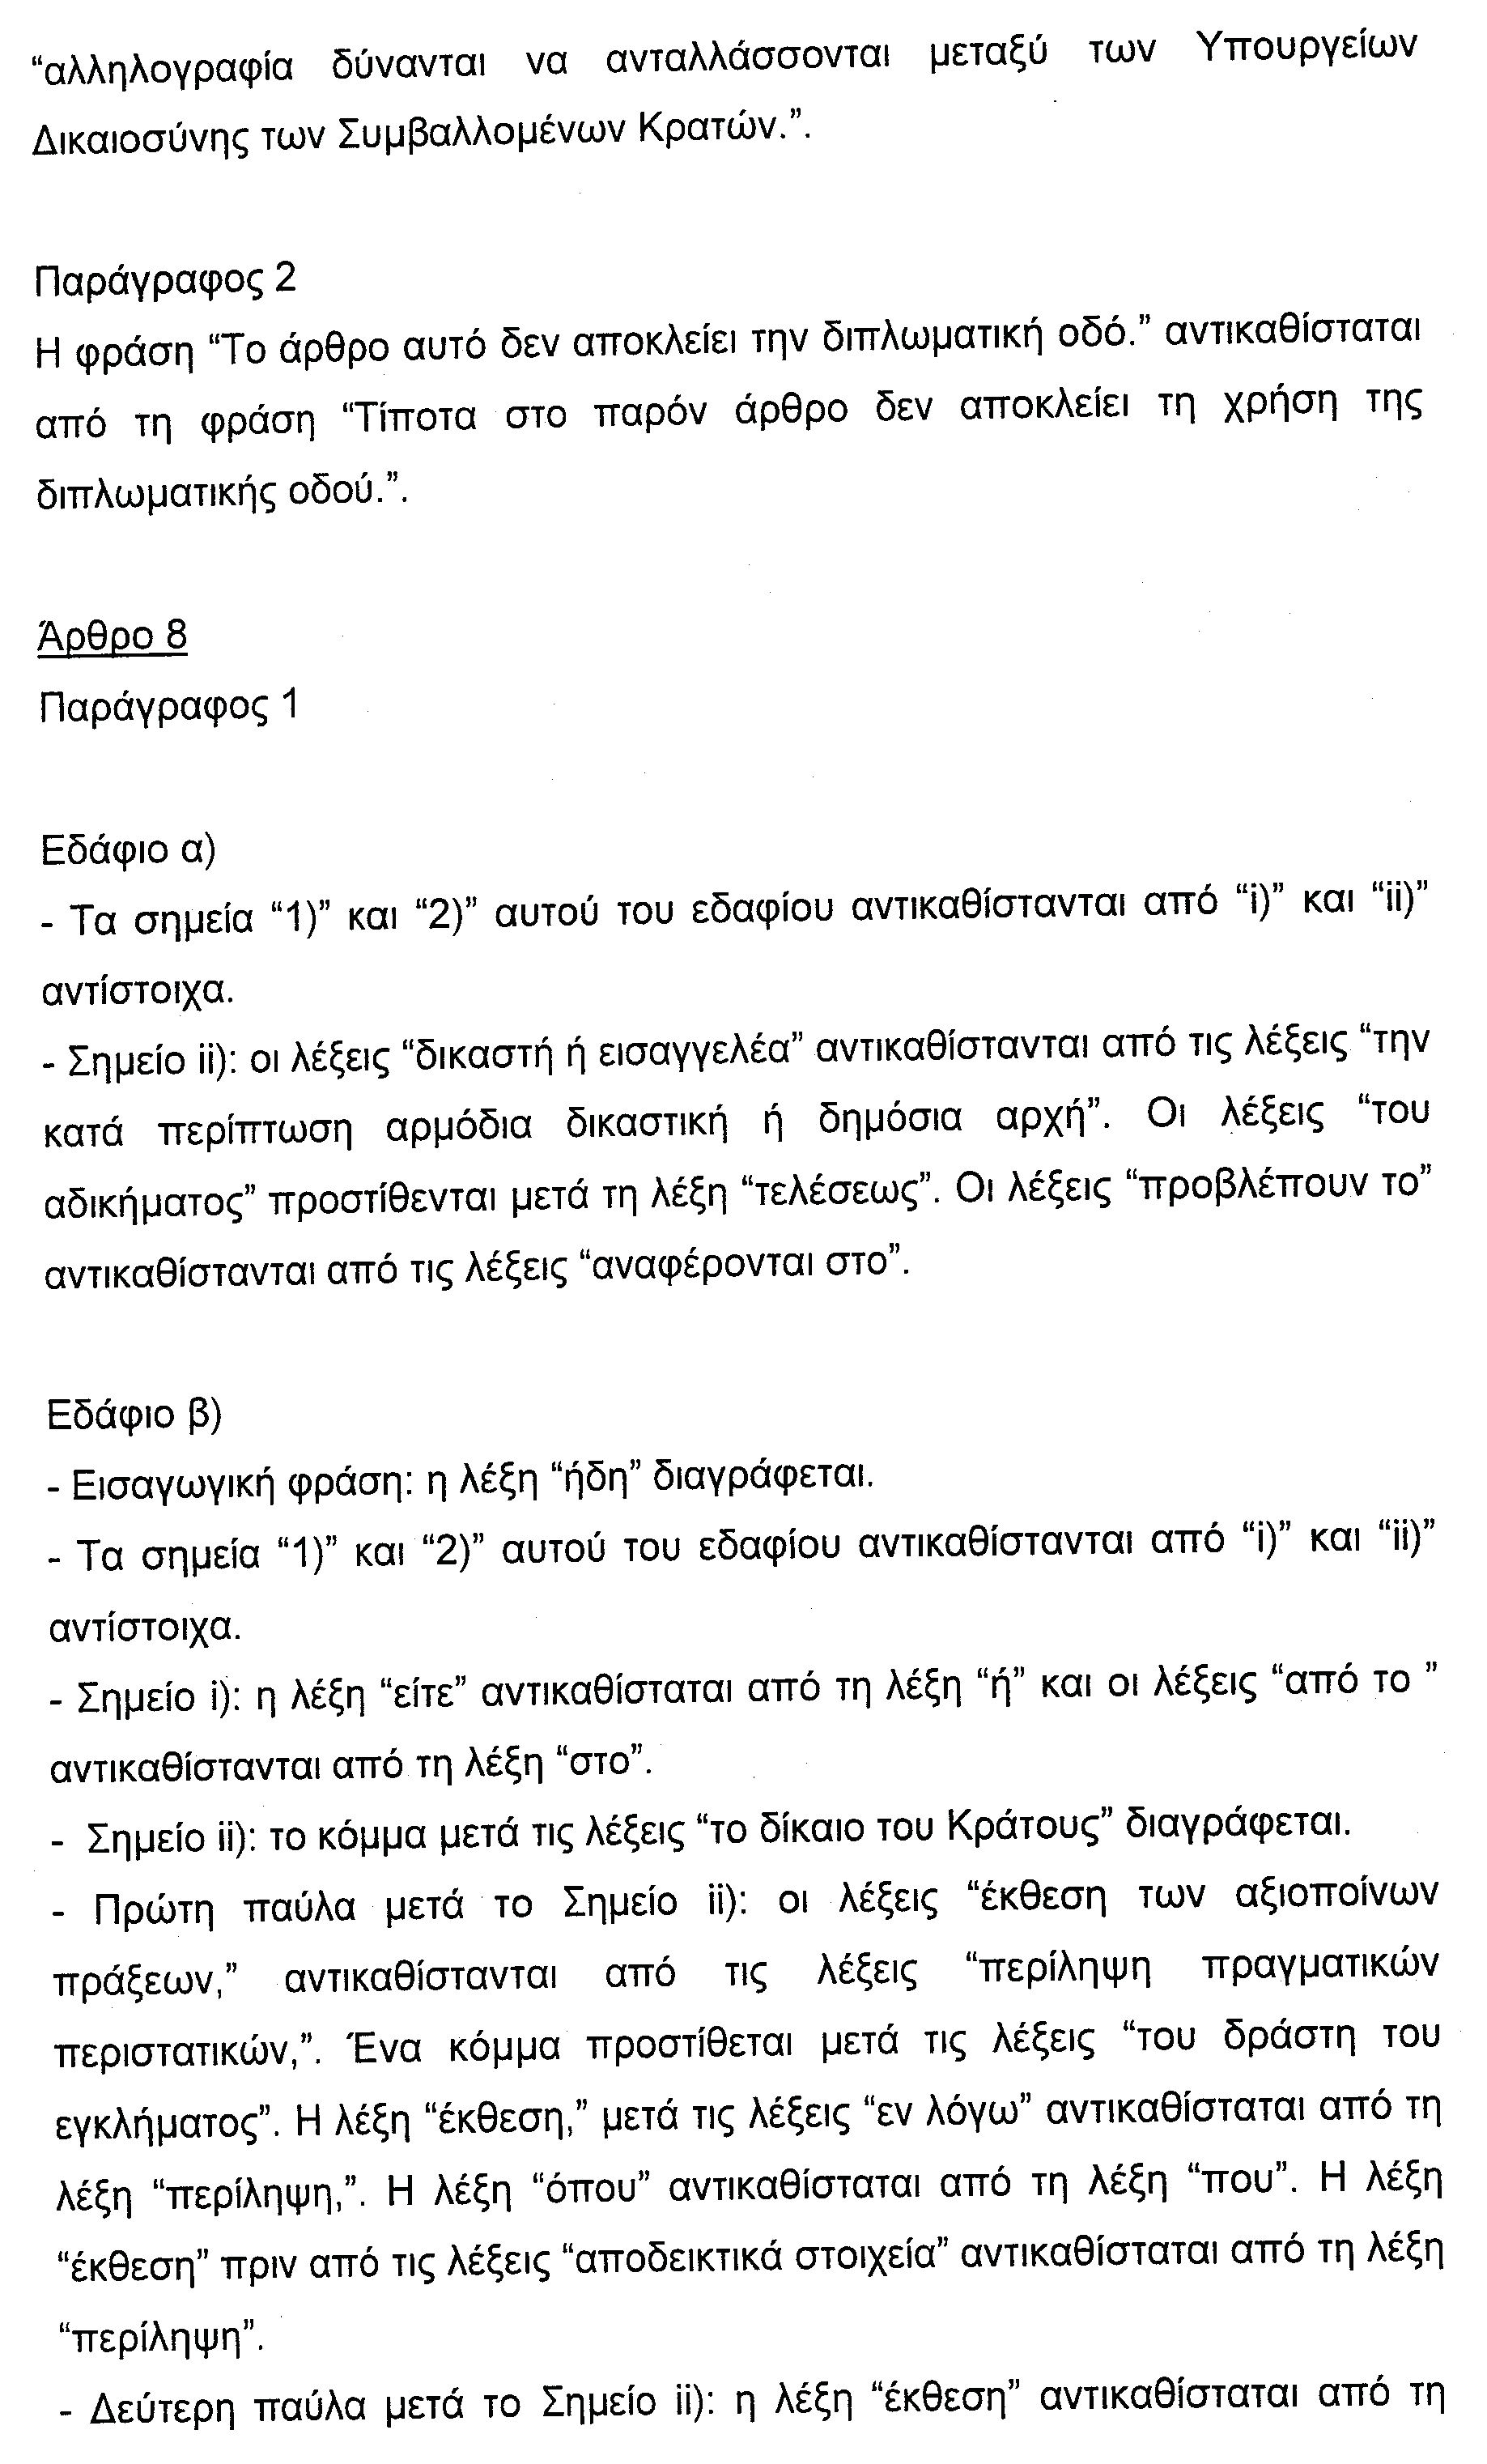 “αλληλογραφία δύνανται να ανταλλάσσονται μεταξύ των Υπουργείων
Δικαιοσύνης των Συμβαλλομένων Κρατών.”.
Παράγραφος 2
Η φράση “Το άρθρο αυτό δεν αποκλείει την διπλωματική οδό.” αντικαθίσταται
από τη φράση “Τίποτα στο παρόν άρθρο δεν αποκλείει τη χρήση της
διπλωματικής οδού.”.
Άρθρο 8
Παράγραφος 1
Εδάφιο α)
- Τα σημεία “1)” και “2)” αυτού του εδαφίου αντικαθίστανται από “i)” και “ii)”
αντίστοιχα.
- Σημείο ii): οι λέξεις “δικαστή ή εισαγγελέα” αντικαθίστανται από τις λέξεις “την
κατά περίπτωση αρμόδια δικαστική ή δημόσια αρχή”. Οι λέξεις “του
αδικήματος” προστίθενται μετά τη λέξη “τελέσεως”. Οι λέξεις “προβλέπουν το”
αντικαθίστανται από τις λέξεις “αναφέρονται στο”.
Εδάφιο β)
- Εισαγωγική φράση: η λέξη “ήδη” διαγράφεται.
- Τα σημεία “1)” και “2)” αυτού του εδαφίου αντικαθίστανται από “i)” και “ii)”
αντίστοιχα.
- Σημείο i): η λέξη “είτε” αντικαθίσταται από τη λέξη “ή” και οι λέξεις “από το ”
αντικαθίστανται από τη λέξη “στο”.
- Σημείο ii): το κόμμα μετά τις λέξεις “το δίκαιο του Κράτους” διαγράφεται.
- Πρώτη παύλα μετά το Σημείο ii): οι λέξεις “έκθεση των αξιοποίνων
πράξεων,” αντικαθίστανται από τις λέξεις “περίληψη πραγματικών
περιστατικών,”. Ένα κόμμα προστίθεται μετά τις λέξεις “του δράστη του
εγκλήματος”. Η λέξη “έκθεση,” μετά τις λέξεις “εν λόγω” αντικαθίσταται από τη
λέξη “περίληψη,”. Η λέξη “όπου” αντικαθίσταται από τη λέξη “που”. Η λέξη
“έκθεση” πριν από τις λέξεις “αποδεικτικά στοιχεία” αντικαθίσταται από τη λέξη
“περίληψη”.
- Δεύτερη παύλα μετά το Σημείο ii): η λέξη “έκθεση” αντικαθίσταται από τη